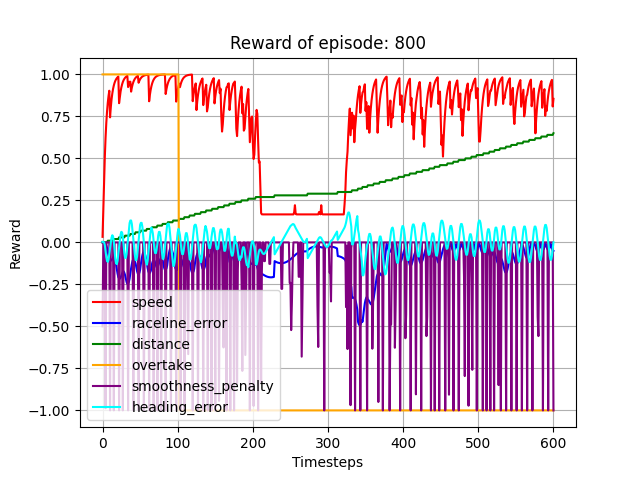 Reward of episode: 800
Reward
1.00
0.75
0.50
0.25
0.00
−0.25
−0.50
−0.75
−1.00
speed
raceline_error
distance
overtake
smoothness_penalty
heading_error
0 100 200 300 400 500 600
Timesteps